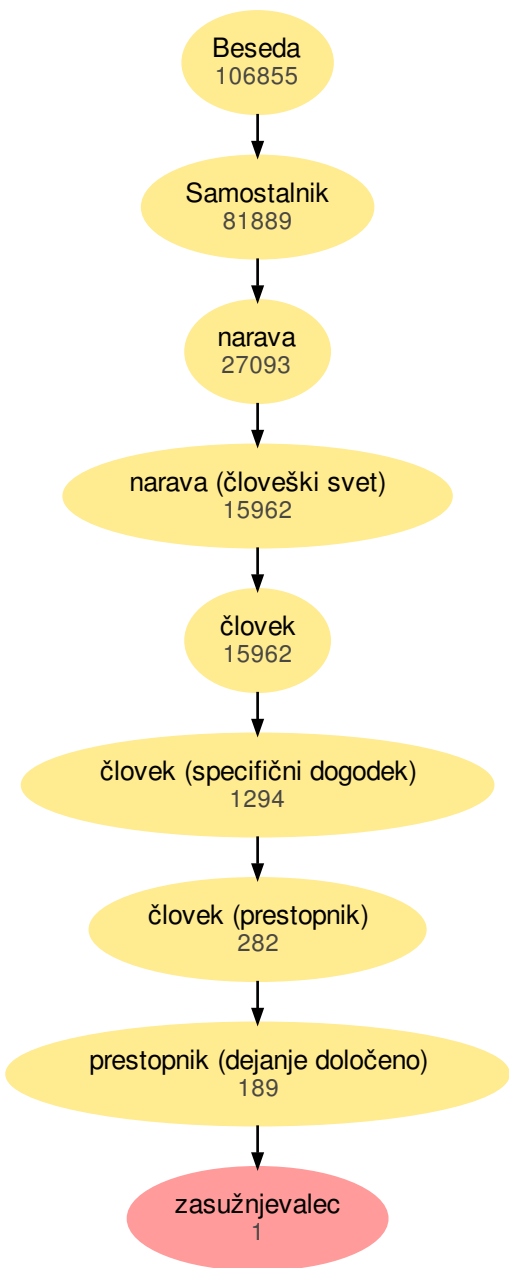 Beseda
106855
Samostalnik
81889
narava
27093
narava (človeški svet)
15962
človek
15962
človek (specifični dogodek)
1294
človek (prestopnik)
282
prestopnik (dejanje določeno)
189
zasužnjevalec
1